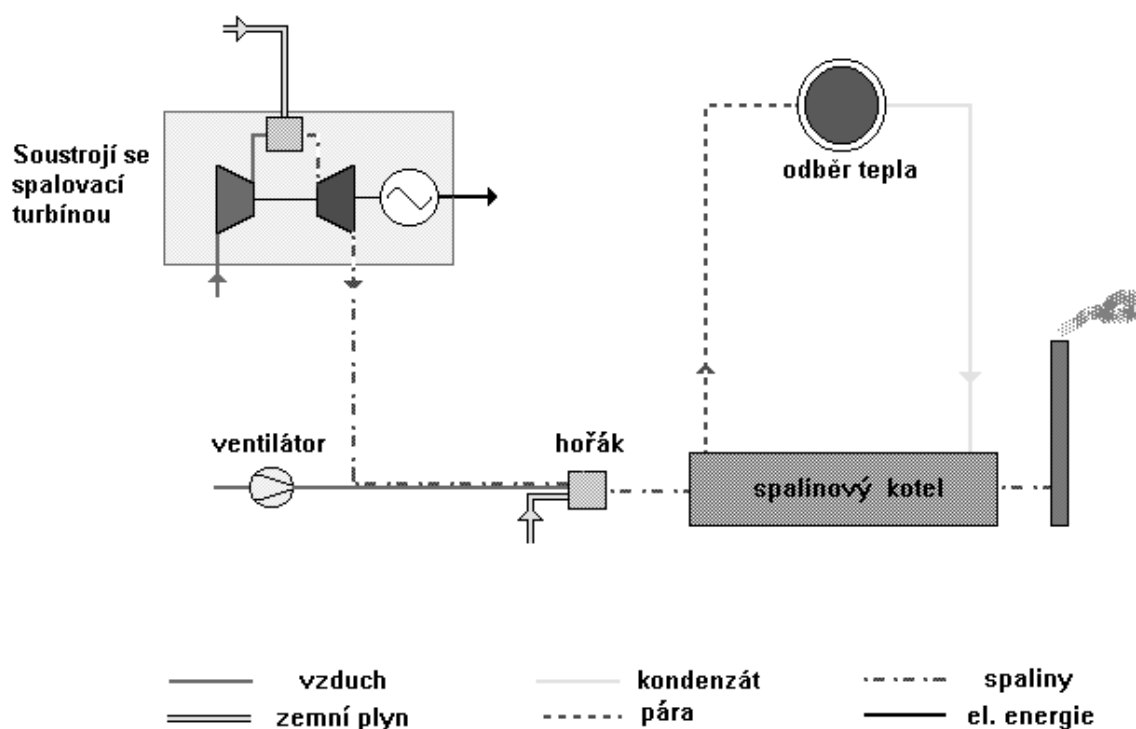 Soustrojí se
spalovací
turbínou
odběr tepla
ventilátor
hořák
spalinový kotel
vzduch
kondenzát
spaliny
zemní plyn
pára
el. energie